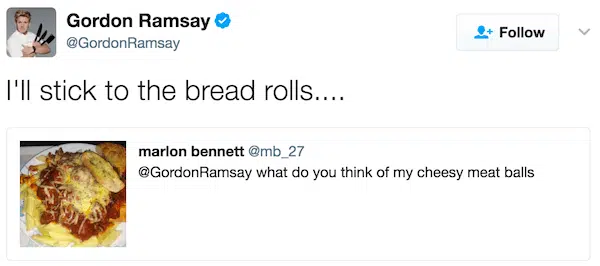 Gordon Ramsay
@GordonRamsay
Follow
I'll stick to the bread rolls....
marlon bennett @mb_27
@GordonRamsay what do you think of my cheesy meat balls